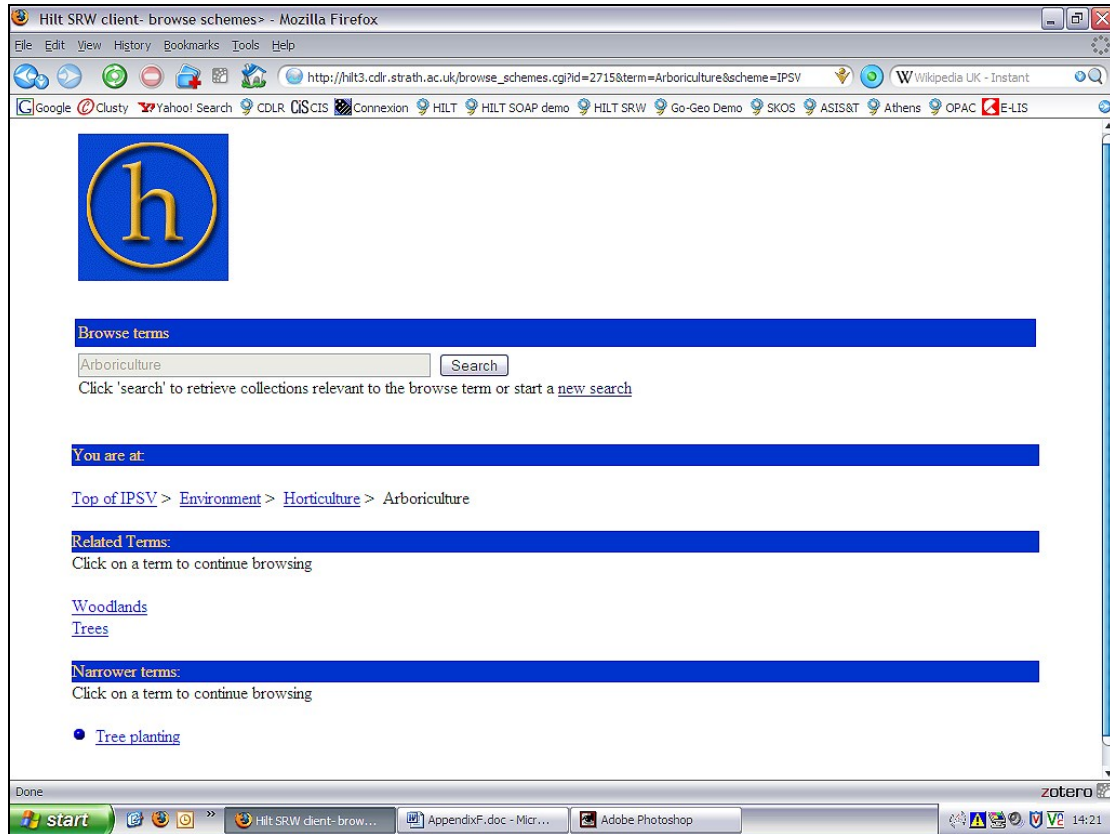 Hilt SRW client- browse schemes> - Mozilla Firefox
File Edit View History Bookmarks Tools Help
http://hilt3.cdlr.strath.ac.uk/browse_schemes.cgi?id=2715&term=Arboriculture&scheme=IPSV W Wikipedia UK - Instant
G Google Clusty Y! Yahoo! Search CDLR CiS CIS Connexion HILT HILT SOAP demo HILT SRW Go-Geo Demo SKOS ASIS&T Athens OPAC E-LIS
h
Browse terms
Arboriculture Search
Click 'search' to retrieve collections relevant to the browse term or start a new search
You are at:
Top of IPSV > Environment > Horticulture > Arboriculture
Related Terms:
Click on a term to continue browsing
Woodlands
Trees
Narrower terms:
Click on a term to continue browsing
Tree planting
Done zotero
start » Hilt SRW client- brow... AppendixF.doc - Micr... Adobe Photoshop V2 14:21